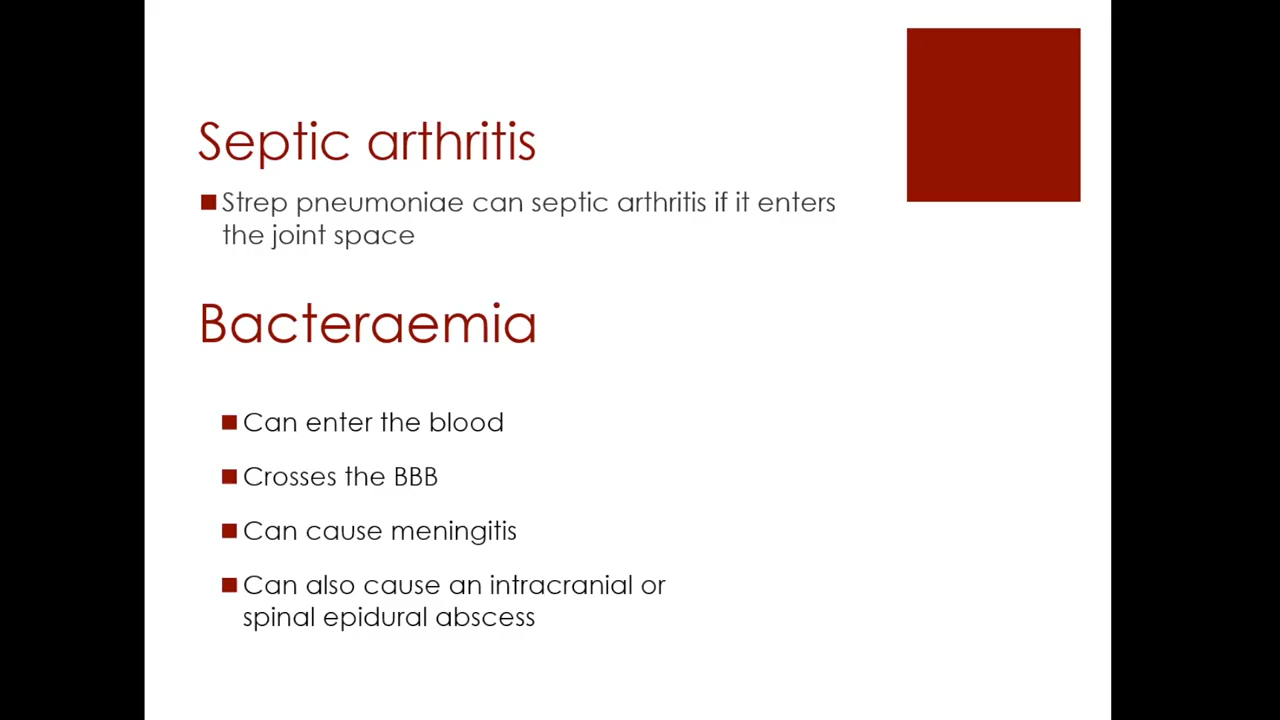 Septic arthritis
Strep pneumoniae can septic arthritis if it enters
the joint space
Bacteraemia
Can enter the blood
Crosses the BBB
Can cause meningitis
Can also cause an intracranial or
spinal epidural abscess